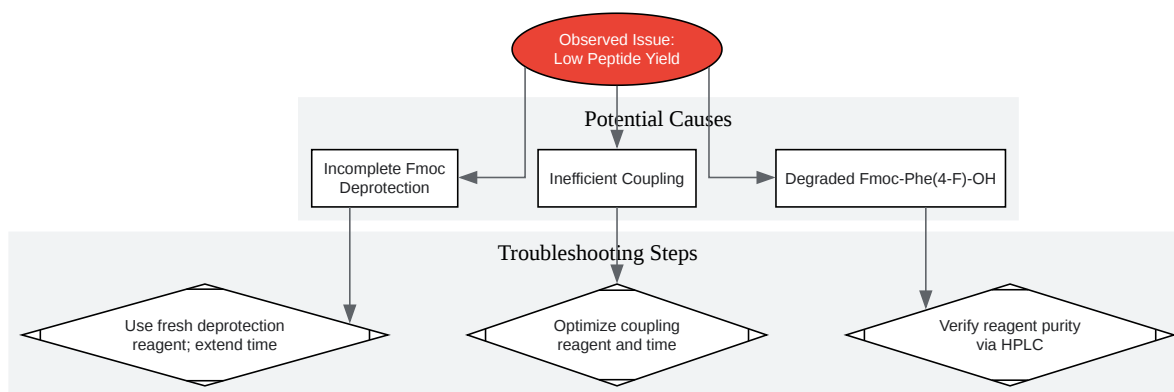 Observed Issue:
Low Peptide Yield
Potential Causes
Incomplete Fmoc
Deprotection
Inefficient Coupling
Degraded Fmoc-Phe(4-F)-OH
Troubleshooting Steps
Use fresh deprotection
reagent; extend time
Optimize coupling
reagent and time
Verify reagent purity
via HPLC